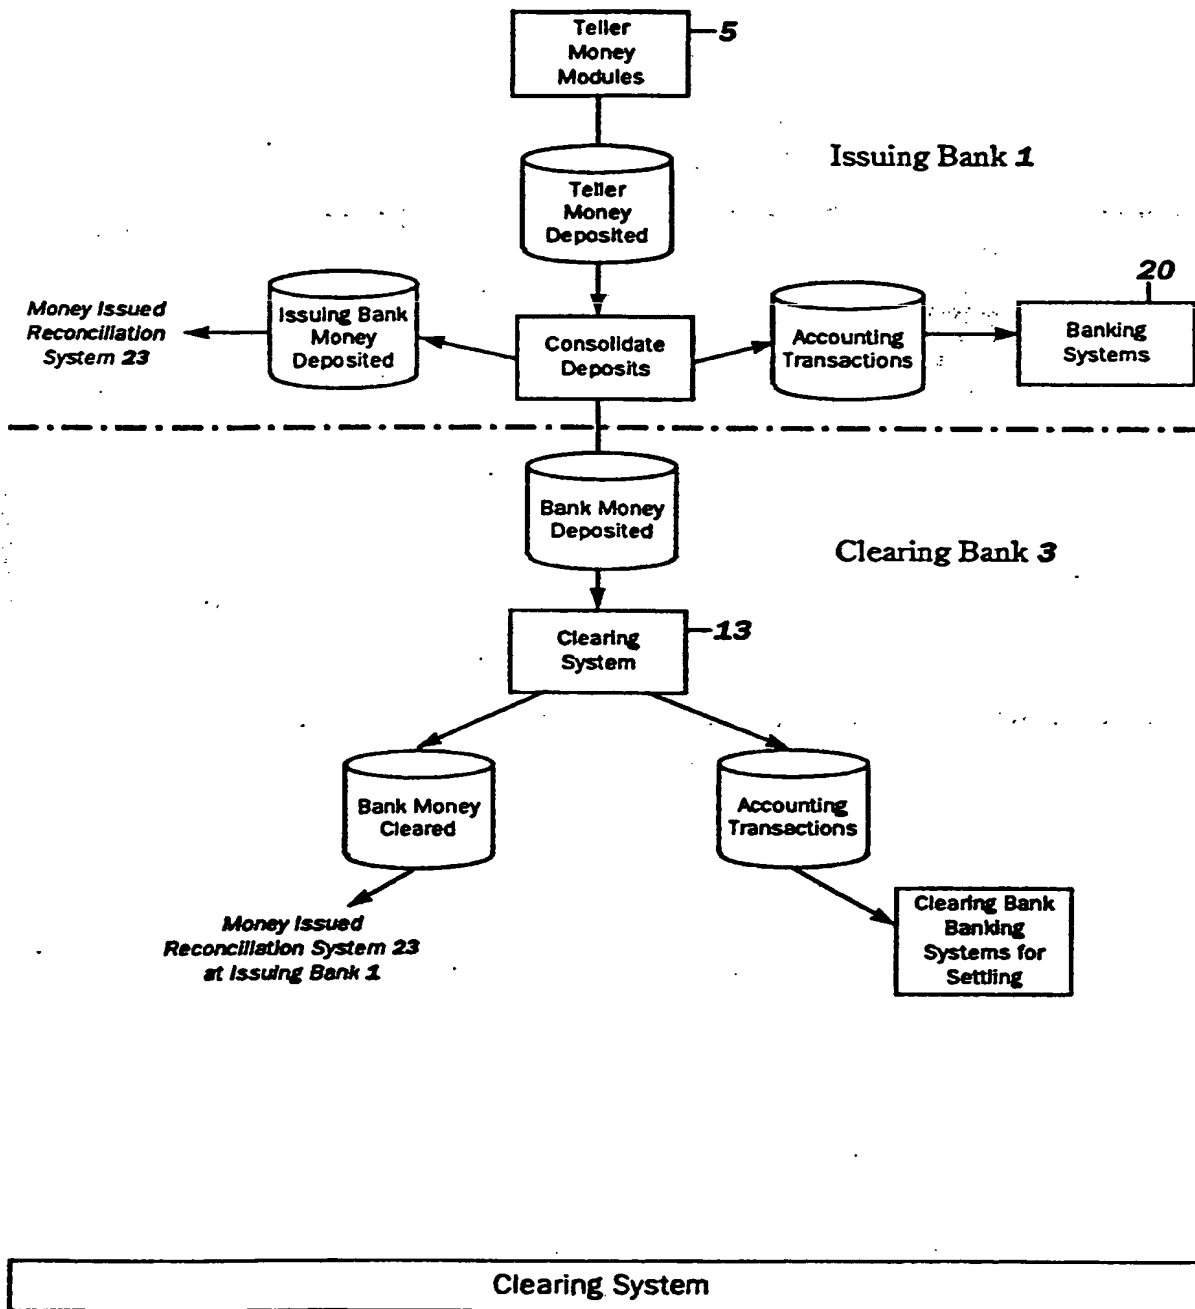 Teller
Money
Modules
5
Issuing Bank 1
Teller
Money
Deposited
20
Money Issued
Reconciliation
System 23
Issuing Bank
Money
Deposited
Consolidate
Deposits
Accounting
Transactions
Banking
Systems
Bank Money
Deposited
Clearing Bank 3
Clearing
System
13
Bank Money
Cleared
Accounting
Transactions
Money Issued
Reconciliation System 23
at Issuing Bank 1
Clearing Bank
Banking
Systems for
Settling
Clearing System